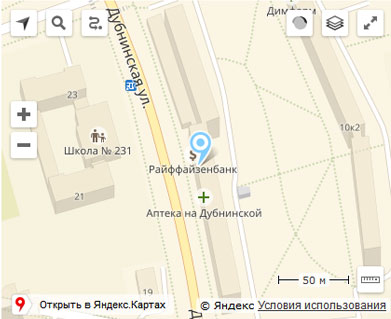 Дубнинская ул.
Димфарм
23
10к2
Школа № 231
Райффайзенбанк
21
Аптека на Дубнинской
19
50 м
Д
Открыть в Яндекс.Картах
© Яндекс Условия использования